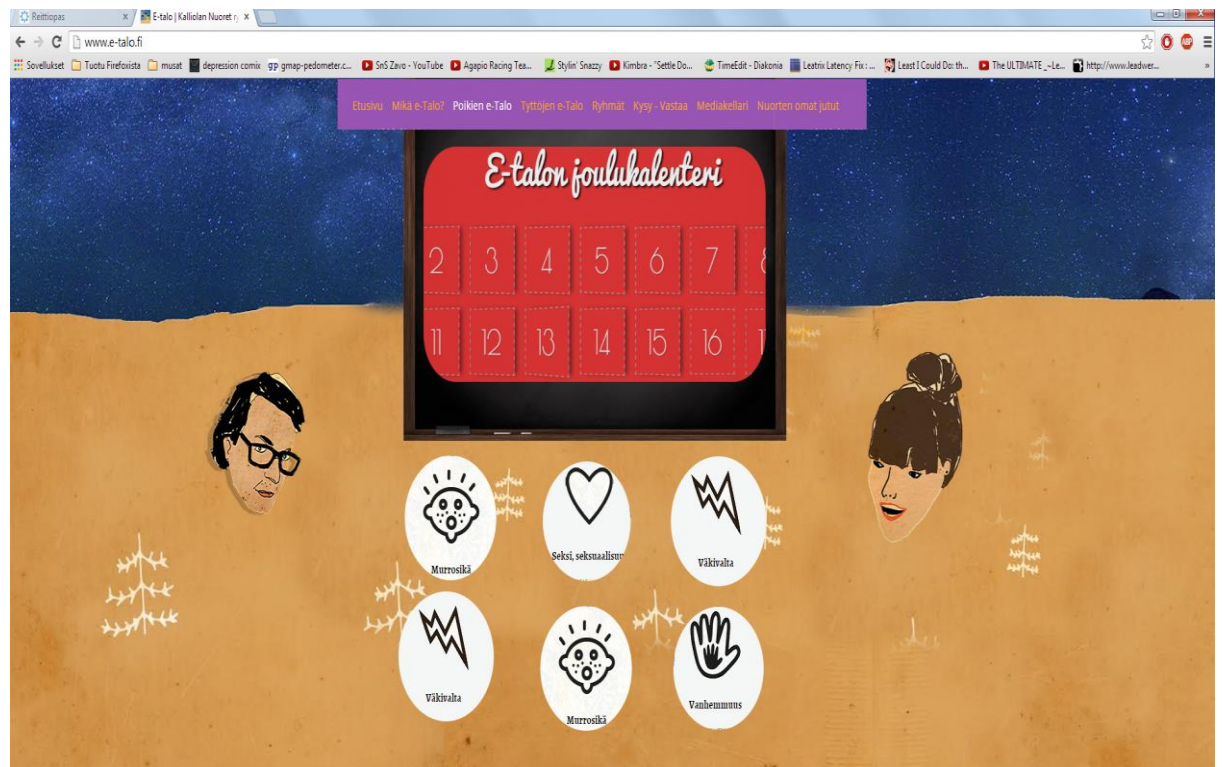 Reittiopas
E-talo | Kalliolan Nuoret r
www.e-talo.fi
Sovellukset Tuotu Firefoxista musat depression comix gmap-pedometer.c... SnS Zavo - YouTube Agapio Racing Tea... Stylin' Snazzy Kimbra - "Settle Do... TimeEdit - Diakonia Leatrix Latency Fix : ... Least I Could Do: th... The ULTIMATE _~Le... http://www.leadwer... »
Etusivu Mikä e-Talo? Poikien e-Talo Tyttöjen e-Talo Ryhmät Kysy - Vastaa Mediakellari Nuorten omat jutut
E-talon joulukalenteri
2 3 4 5 6 7 8
11 12 13 14 15 16
Murrosikä
Seksi, seksuaalisuu
Väkivalta
Väkivalta
Murrosikä
Vanhemmuus